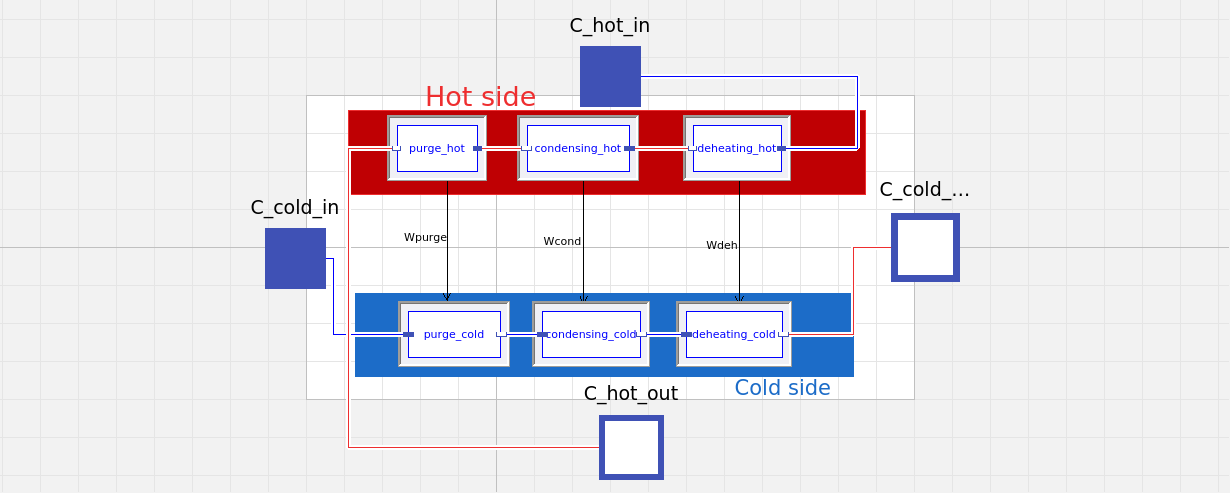 C_hot_in
Hot side
purge_hot
condensing_hot
deheating_hot
C_cold_...
C_cold_in
Wpurge
Wcond
Wdeh
purge_cold
condensing_cold
deheating_cold
Cold side
C_hot_out